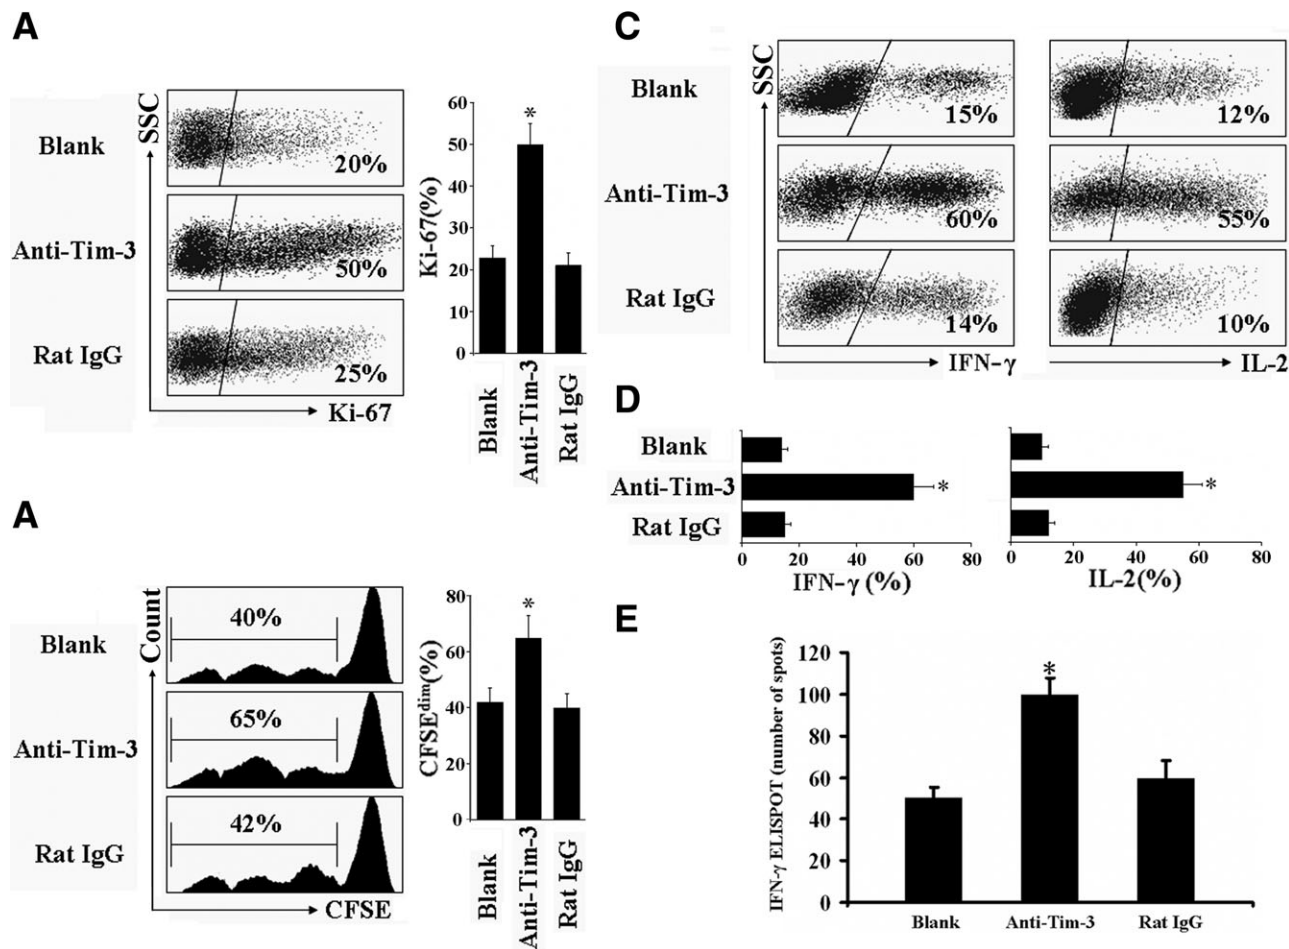 A
SSC
Blank
20%
Anti-Tim-3
50%
Rat IgG
25%
Ki-67
Ki-67(%)
60
50
40
30
20
10
0
Blank
Anti-Tim-3
Rat IgG
*
C
SSC
Blank
15%
12%
Anti-Tim-3
60%
55%
Rat IgG
14%
10%
IFN-γ
IL-2
D
Blank
Anti-Tim-3
*
*
Rat IgG
0 20 40 60 80
0 20 40 60 80
IFN-γ (%)
IL-2(%)
A
Count
Blank
40%
Anti-Tim-3
65%
Rat IgG
42%
CFSE
CFSEdim(%)
80
60
40
20
0
*
Blank
Anti-Tim-3
Rat IgG
E
IFN-γ ELISPOT (number of spots)
120
100
80
60
40
20
0
*
Blank Anti-Tim-3 Rat IgG